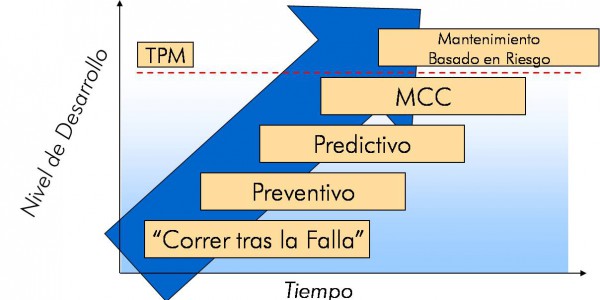 TPM
Mantenimiento
Basado en Riesgo
MCC
Predictivo
Preventivo
“Correr tras la Falla”
Nivel de Desarrollo
Tiempo